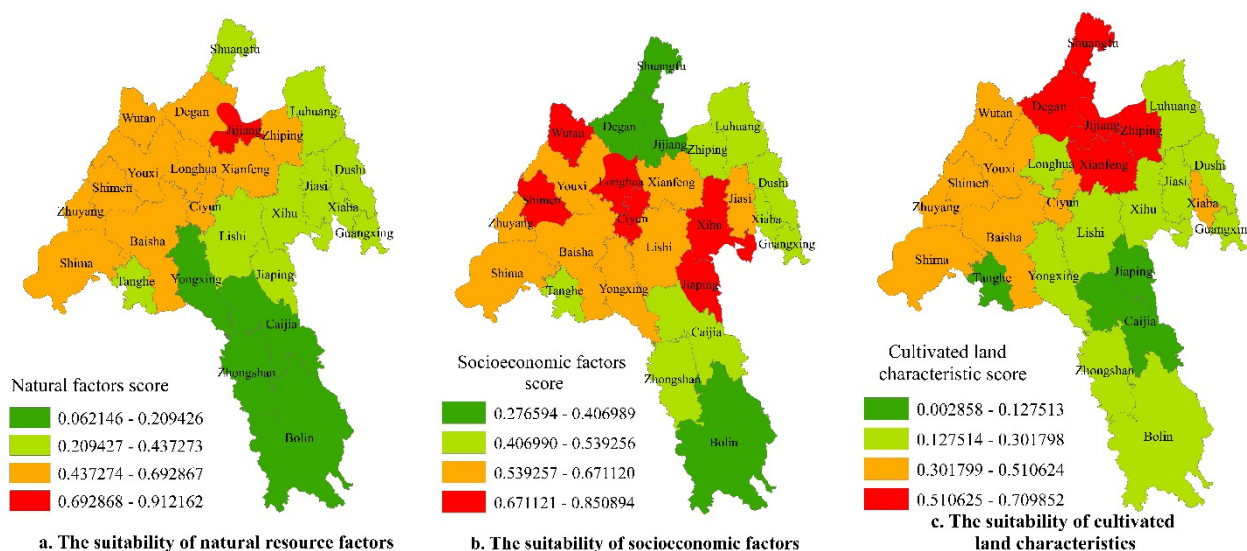 Shuangfu
Degan
Wutan
Luhuang
Jijiang
Zhiping
Longhua
Xianfeng
Youxi
Dushi
Shimen
Jiasi
Zhuyang
Ciyun
Xihu
Xiaba
Guangxing
Baisha
Lishi
Shima
Tanghe
Yongxing
Jiaping
Caijia
Zhongshan
Bolin
Natural factors score
0.062146 - 0.209426
0.209427 - 0.437273
0.437274 - 0.692867
0.692868 - 0.912162
a. The suitability of natural resource factors
Shuangfu
Wutan
Degan
Luhuang
Jijiang
Zhiping
Longhua
Xianfeng
Youxi
Dushi
Shimen
Jiasi
Zhuyang
Ciyun
Xihu
Xiaba
Guangxing
Baisha
Lishi
Shima
Tanghe
Yongxing
Jiaping
Caijia
Zhongshan
Bolin
Socioeconomic factors
score
0.276594 - 0.406989
0.406990 - 0.539256
0.539257 - 0.671120
0.671121 - 0.850894
b. The suitability of socioeconomic factors
Shuangfu
Degan
Wutan
Luhuang
Jijiang
Zhiping
Longhua
Xianfeng
Youxi
Dushi
Shimen
Jiasi
Zhuyang
Ciyun
Xihu
Xiaba
Guangxin
Baisha
Lishi
Shima
Tanghe
Yongxing
Jiaping
Caijia
Zhongshan
Bolin
Cultivated land
characteristic score
0.002858 - 0.127513
0.127514 - 0.301798
0.301799 - 0.510624
0.510625 - 0.709852
c. The suitability of cultivated
land characteristics